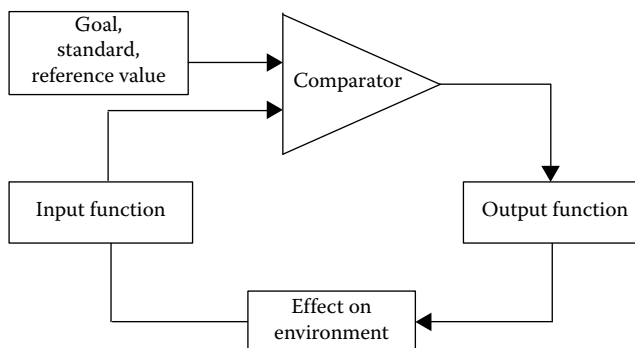 Goal,
standard,
reference value
Comparator
Input function
Output function
Effect on
environment